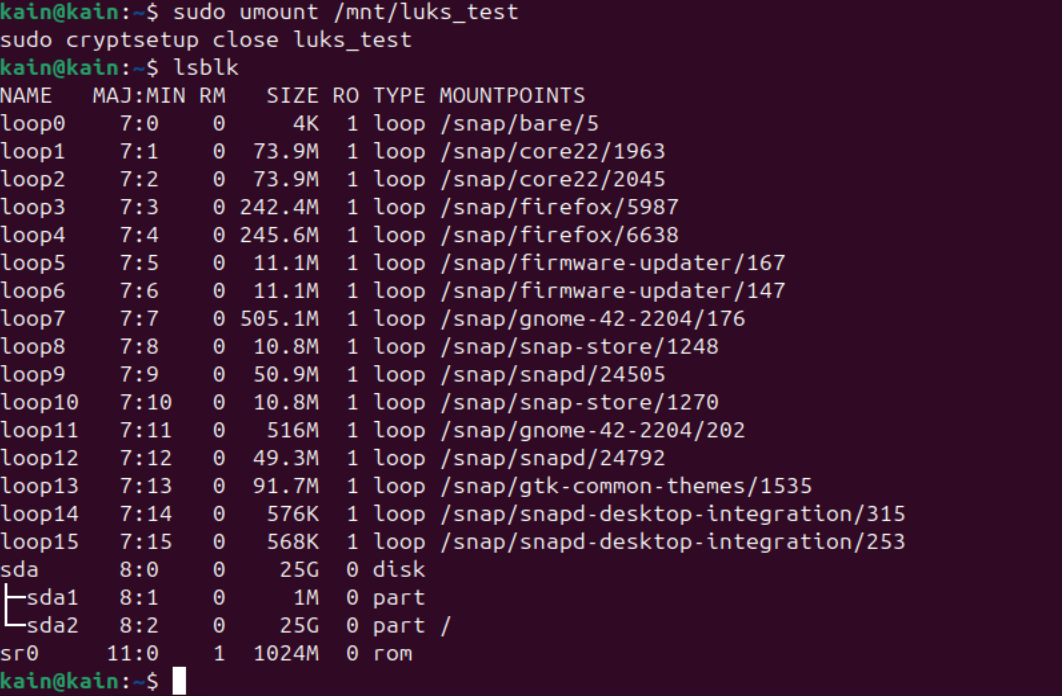 kain@kain:~$ sudo umount /mnt/luks_test
sudo cryptsetup close luks_test
kain@kain:~$ lsblk
NAME   MAJ:MIN RM   SIZE RO TYPE MOUNTPOINTS
loop0    7:0    0     4K  1 loop /snap/bare/5
loop1    7:1    0  73.9M  1 loop /snap/core22/1963
loop2    7:2    0  73.9M  1 loop /snap/core22/2045
loop3    7:3    0 242.4M  1 loop /snap/firefox/5987
loop4    7:4    0 245.6M  1 loop /snap/firefox/6638
loop5    7:5    0  11.1M  1 loop /snap/firmware-updater/167
loop6    7:6    0  11.1M  1 loop /snap/firmware-updater/147
loop7    7:7    0 505.1M  1 loop /snap/gnome-42-2204/176
loop8    7:8    0  10.8M  1 loop /snap/snap-store/1248
loop9    7:9    0  50.9M  1 loop /snap/snapd/24505
loop10   7:10   0  10.8M  1 loop /snap/snap-store/1270
loop11   7:11   0   516M  1 loop /snap/gnome-42-2204/202
loop12   7:12   0  49.3M  1 loop /snap/snapd/24792
loop13   7:13   0  91.7M  1 loop /snap/gtk-common-themes/1535
loop14   7:14   0   576K  1 loop /snap/snapd-desktop-integration/315
loop15   7:15   0   568K  1 loop /snap/snapd-desktop-integration/253
sda      8:0    0    25G  0 disk
├─sda1   8:1    0     1M  0 part
└─sda2   8:2    0    25G  0 part /
sr0     11:0    1  1024M  0 rom
kain@kain:~$